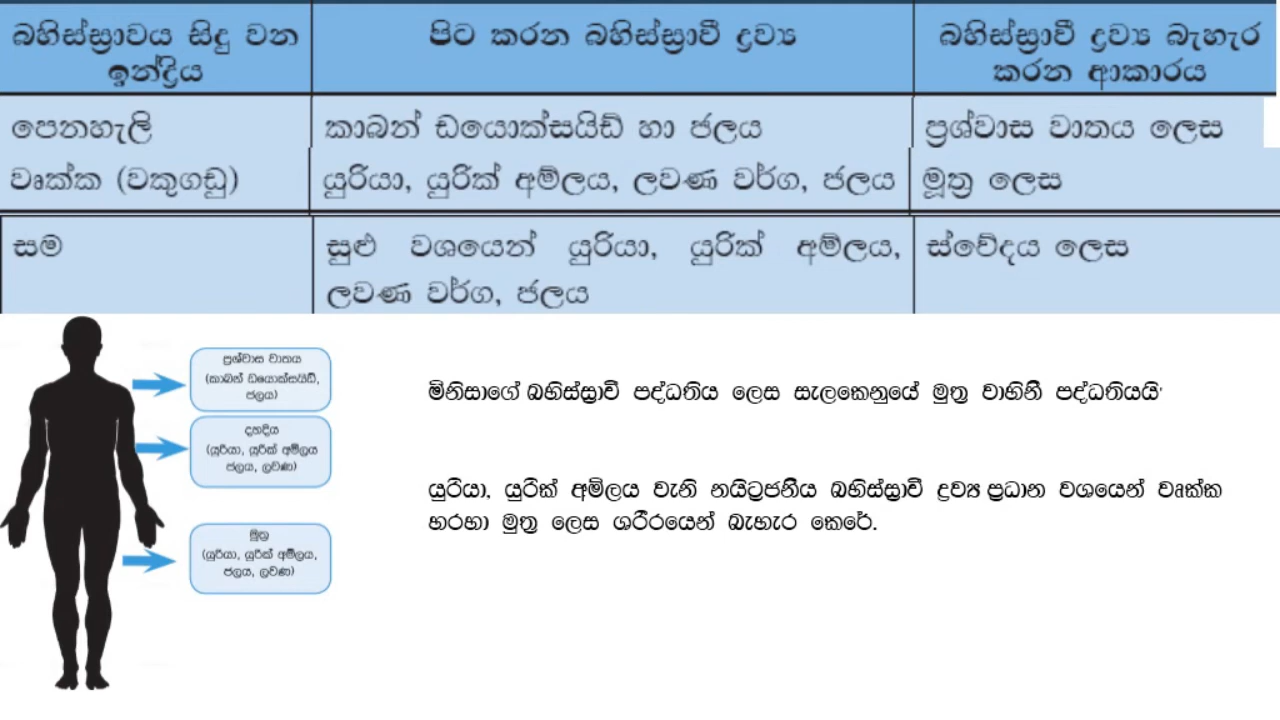 බහිස්ස්‍රාවය සිදු වන ඉන්ද්‍රිය
පිට කරන බහිස්ස්‍රාවී ද්‍රව්‍ය
බහිස්ස්‍රාවී ද්‍රව්‍ය බැහැර කරන ආකාරය
පෙනහැලි
කාබන් ඩයොක්සයිඩ් හා ජලය
ප්‍රශ්වාස වාතය ලෙස
වෘක්ක (වකුගඩු)
යූරියා, යූරික් අම්ලය, ලවණ වර්ග, ජලය
මූත්‍ර ලෙස
සම
සුළු වශයෙන් යූරියා, යූරික් අම්ලය,
ලවණ වර්ග, ජලය
ස්වේදය ලෙස
ප්‍රශ්වාස වාතය
(කාබන් ඩයොක්සයිඩ්,
ජලය)
දහදිය
(යූරියා, යූරික් අම්ලය
ජලය, ලවණ)
මූත්‍ර
(යූරියා, යූරික් අම්ලය,
ජලය, ලවණ)
මිනිසාගේ බහිස්ස්‍රාවී පද්ධතිය ලෙස සැලකෙනුයේ මුත්‍ර වාහිනී පද්ධතියයි'
යුරියා, යුරික් අම්ලය වැනි නයිට්‍රජනීය බහිස්ස්‍රාවී ද්‍රව්‍ය ප්‍රධාන වශයෙන් වෘක්ක
හරහා මුත්‍ර ලෙස ශරීරයෙන් බැහැර කෙරේ.